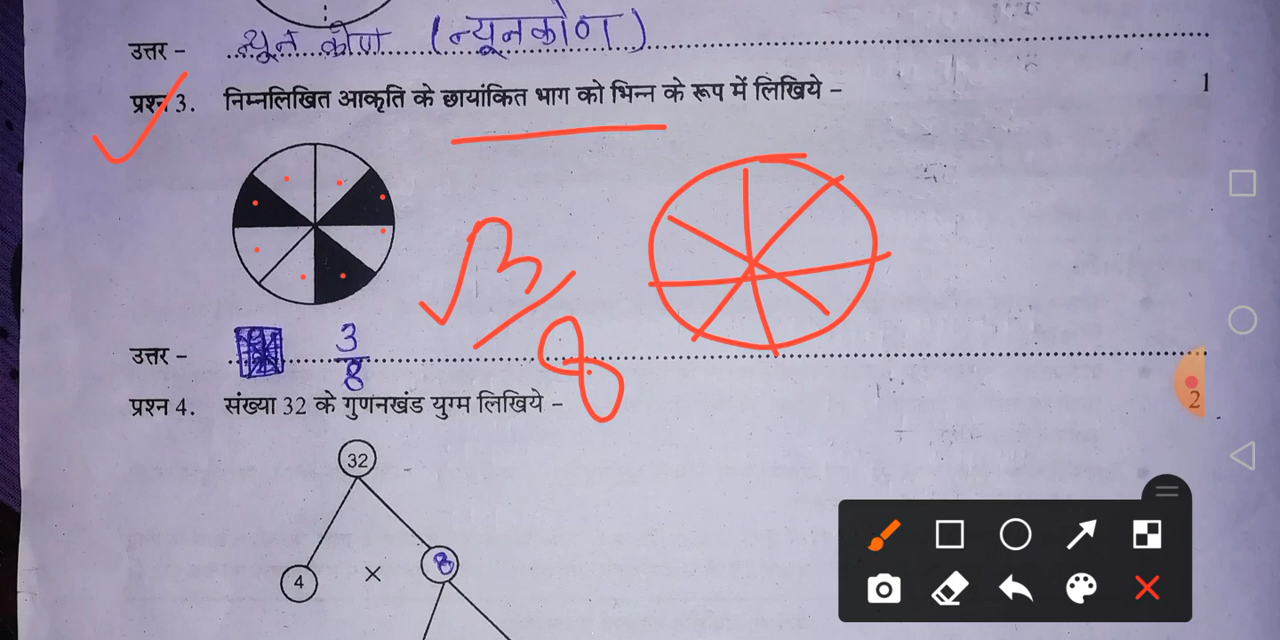 उत्तर - न्यून कोण (न्यूनकोण)
प्रश्न 3. निम्नलिखित आकृति के छायांकित भाग को भिन्न के रूप में लिखिये - 1
3/8
उत्तर - 3/8
प्रश्न 4. संख्या 32 के गुणनखंड युग्म लिखिये - 2
32
4 × 8